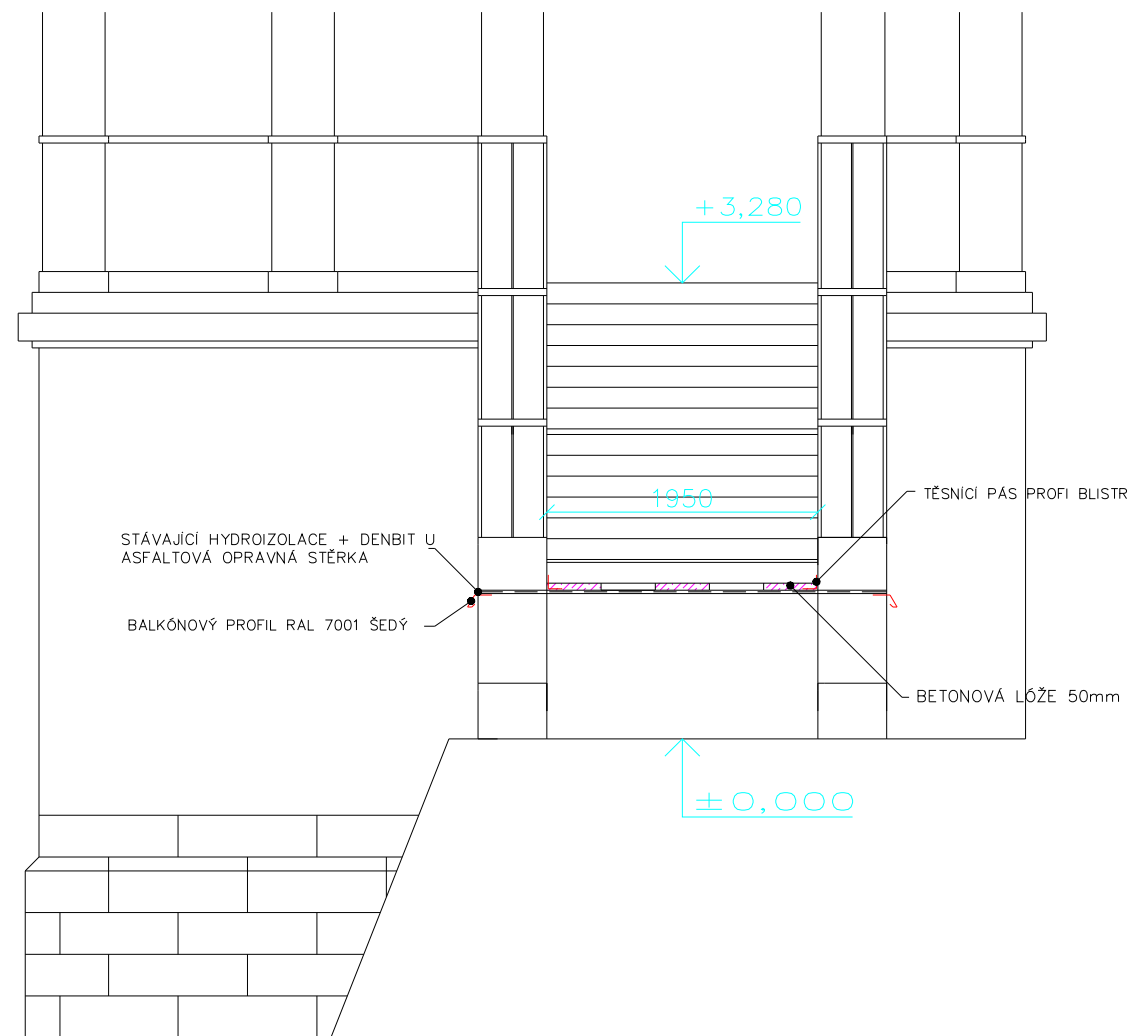 +3,280
1950
TĚSNÍCÍ PÁS PROFI BLISTR
STÁVAJÍCÍ HYDROIZOLACE + DENBIT U
ASFALTOVÁ OPRAVNÁ STĚRKA
BALKÓNOVÝ PROFIL RAL 7001 ŠEDÝ
BETONOVÁ LÓŽE 50mm
±0,000